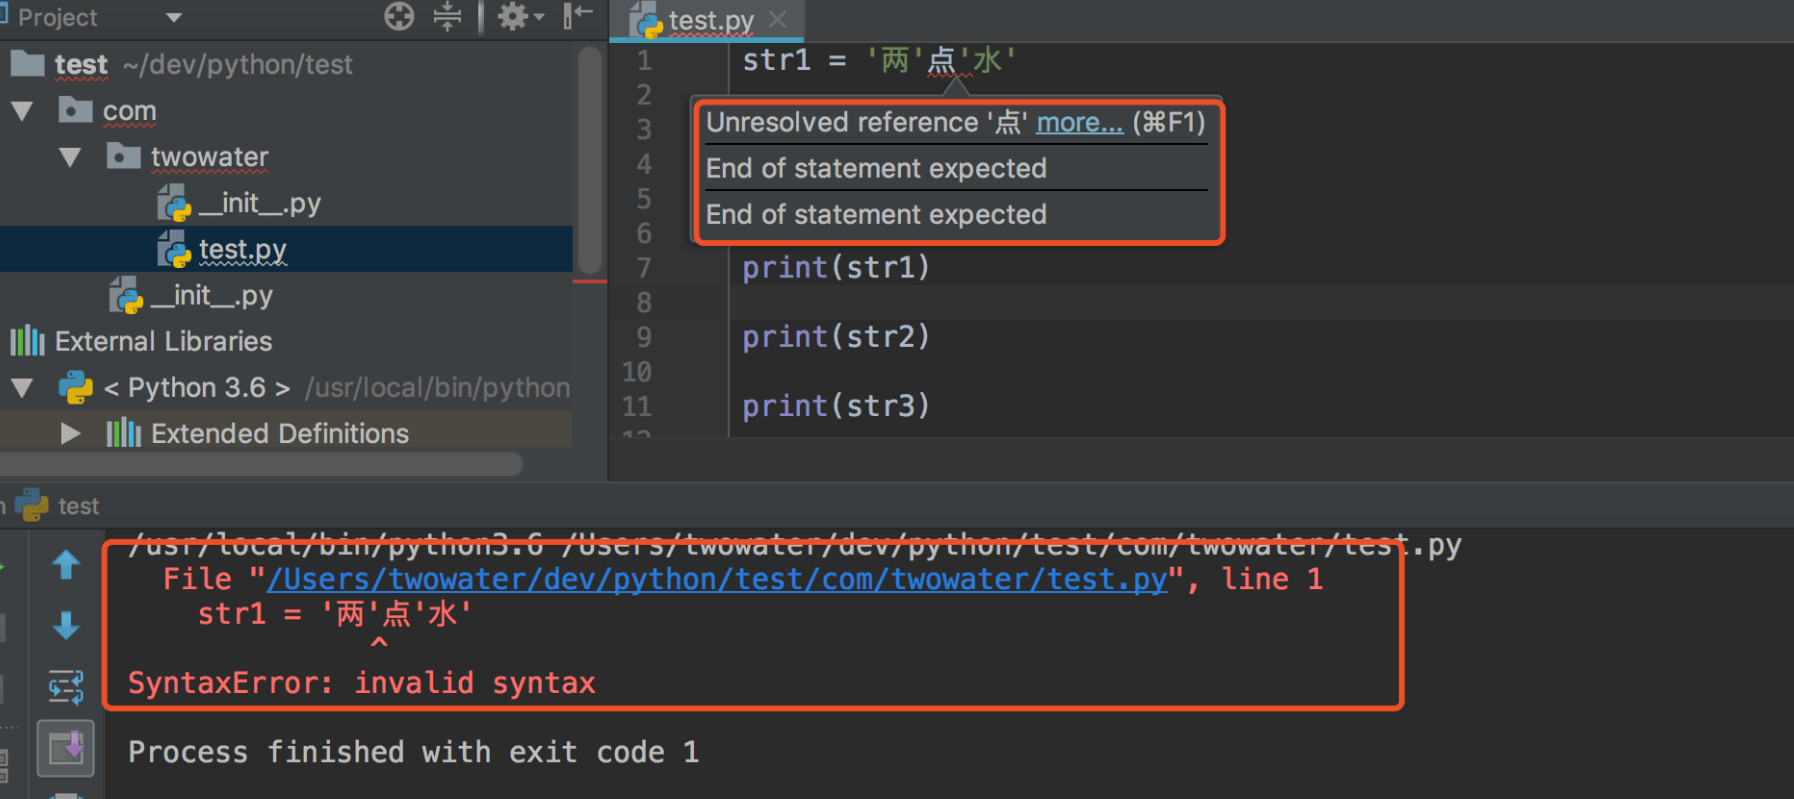 Project
test ~/dev/python/test
com
twowater
__init__.py
test.py
__init__.py
External Libraries
< Python 3.6 > /usr/local/bin/python
Extended Definitions
test.py
1 str1 = '两'点'水'
2
3
4
5
6
7 print(str1)
8
9 print(str2)
10
11 print(str3)
Unresolved reference '点' more... (⌘F1)
End of statement expected
End of statement expected
test
/usr/local/bin/python3.6 /Users/twowater/dev/python/test/com/twowater/test.py
File "/Users/twowater/dev/python/test/com/twowater/test.py", line 1
str1 = '两'点'水'
^
SyntaxError: invalid syntax
Process finished with exit code 1